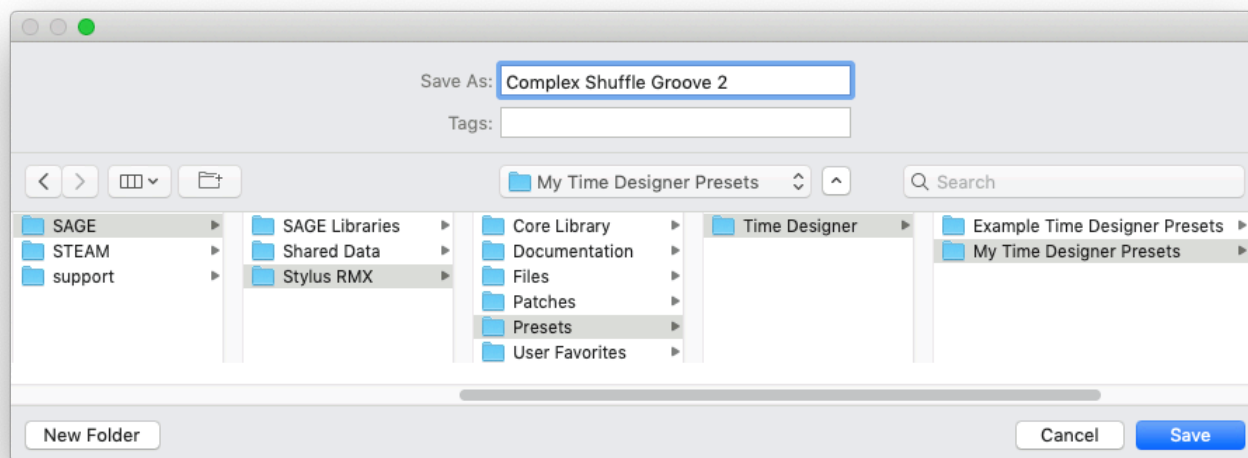 Save As: Complex Shuffle Groove 2
Tags:
My Time Designer Presets
Search
SAGE
STEAM
support
SAGE Libraries
Shared Data
Stylus RMX
Core Library
Documentation
Files
Patches
Presets
User Favorites
Time Designer
Example Time Designer Presets
My Time Designer Presets
New Folder
Cancel
Save